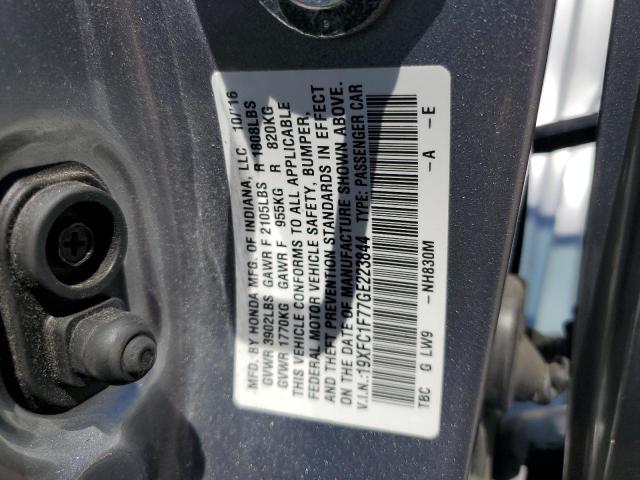 MFD. BY HONDA MFG. OF INDIANA, LLC 10/16
GVWR 3902LBS GAWR F 2105LBS R 1808LBS
GVWR 1770KG GAWR F 955KG R 820KG
THIS VEHICLE CONFORMS TO ALL APPLICABLE
FEDERAL MOTOR VEHICLE SAFETY, BUMPER,
AND THEFT PREVENTION STANDARDS IN EFFECT
ON THE DATE OF MANUFACTURE SHOWN ABOVE.
V.I.N.:19XFC1F77GE223844 TYPE: PASSENGER CAR
TBC G LW9 -NH830M -A -E